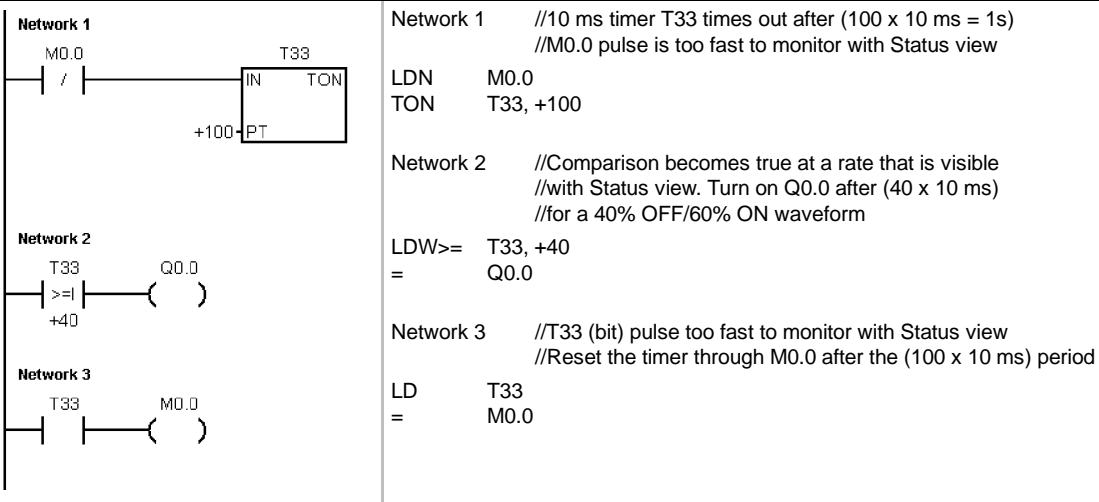 Network 1
M0.0
/
T33
IN TON
+100 PT
Network 2
T33 Q0.0
>=I
+40
Network 3
T33 M0.0
Network 1 //10 ms timer T33 times out after (100 x 10 ms = 1s)
//M0.0 pulse is too fast to monitor with Status view
LDN M0.0
TON T33, +100
Network 2 //Comparison becomes true at a rate that is visible
//with Status view. Turn on Q0.0 after (40 x 10 ms)
//for a 40% OFF/60% ON waveform
LDW>= T33, +40
= Q0.0
Network 3 //T33 (bit) pulse too fast to monitor with Status view
//Reset the timer through M0.0 after the (100 x 10 ms) period
LD T33
= M0.0